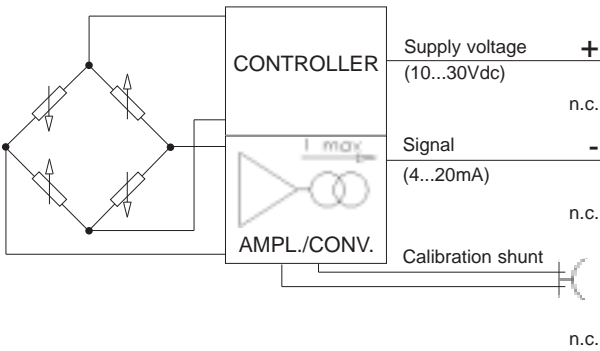 CONTROLLER
Supply voltage +
(10...30Vdc)
n.c.
I max
Signal -
(4...20mA)
n.c.
AMPL./CONV.
Calibration shunt
n.c.